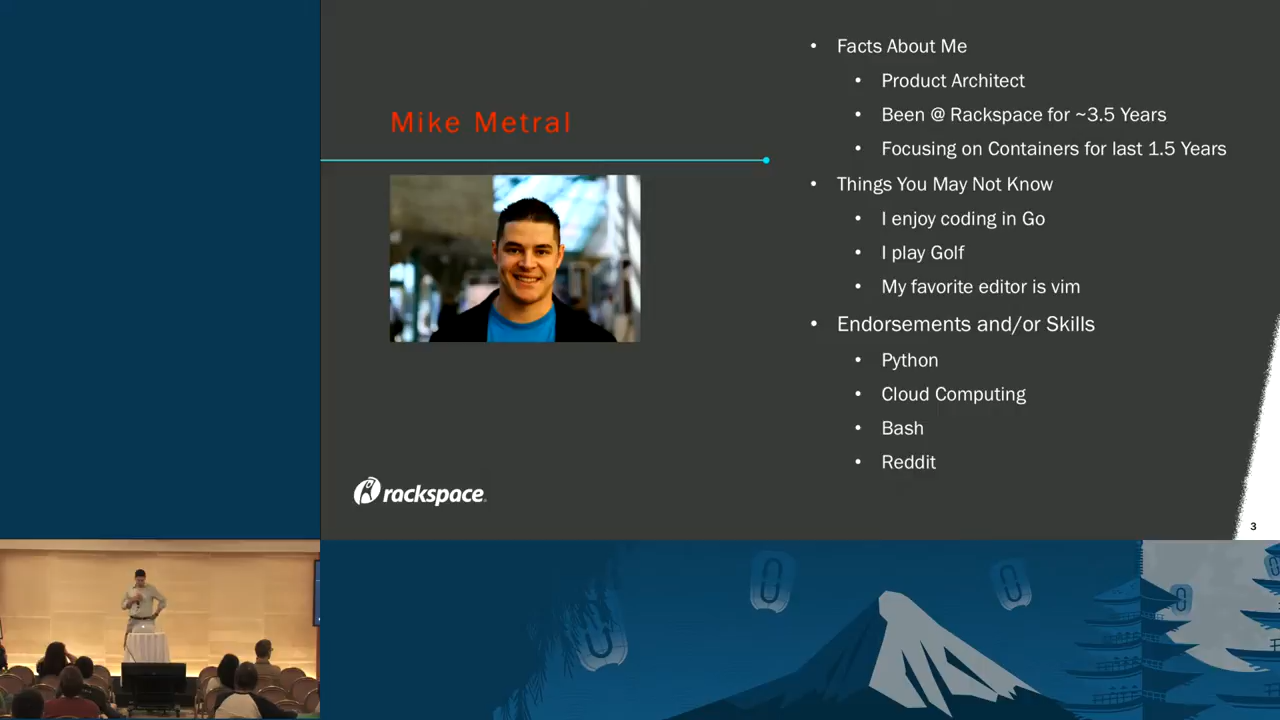 Mike Metral
rackspace
Facts About Me
Product Architect
Been @ Rackspace for ~3.5 Years
Focusing on Containers for last 1.5 Years
Things You May Not Know
I enjoy coding in Go
I play Golf
My favorite editor is vim
Endorsements and/or Skills
Python
Cloud Computing
Bash
Reddit
3